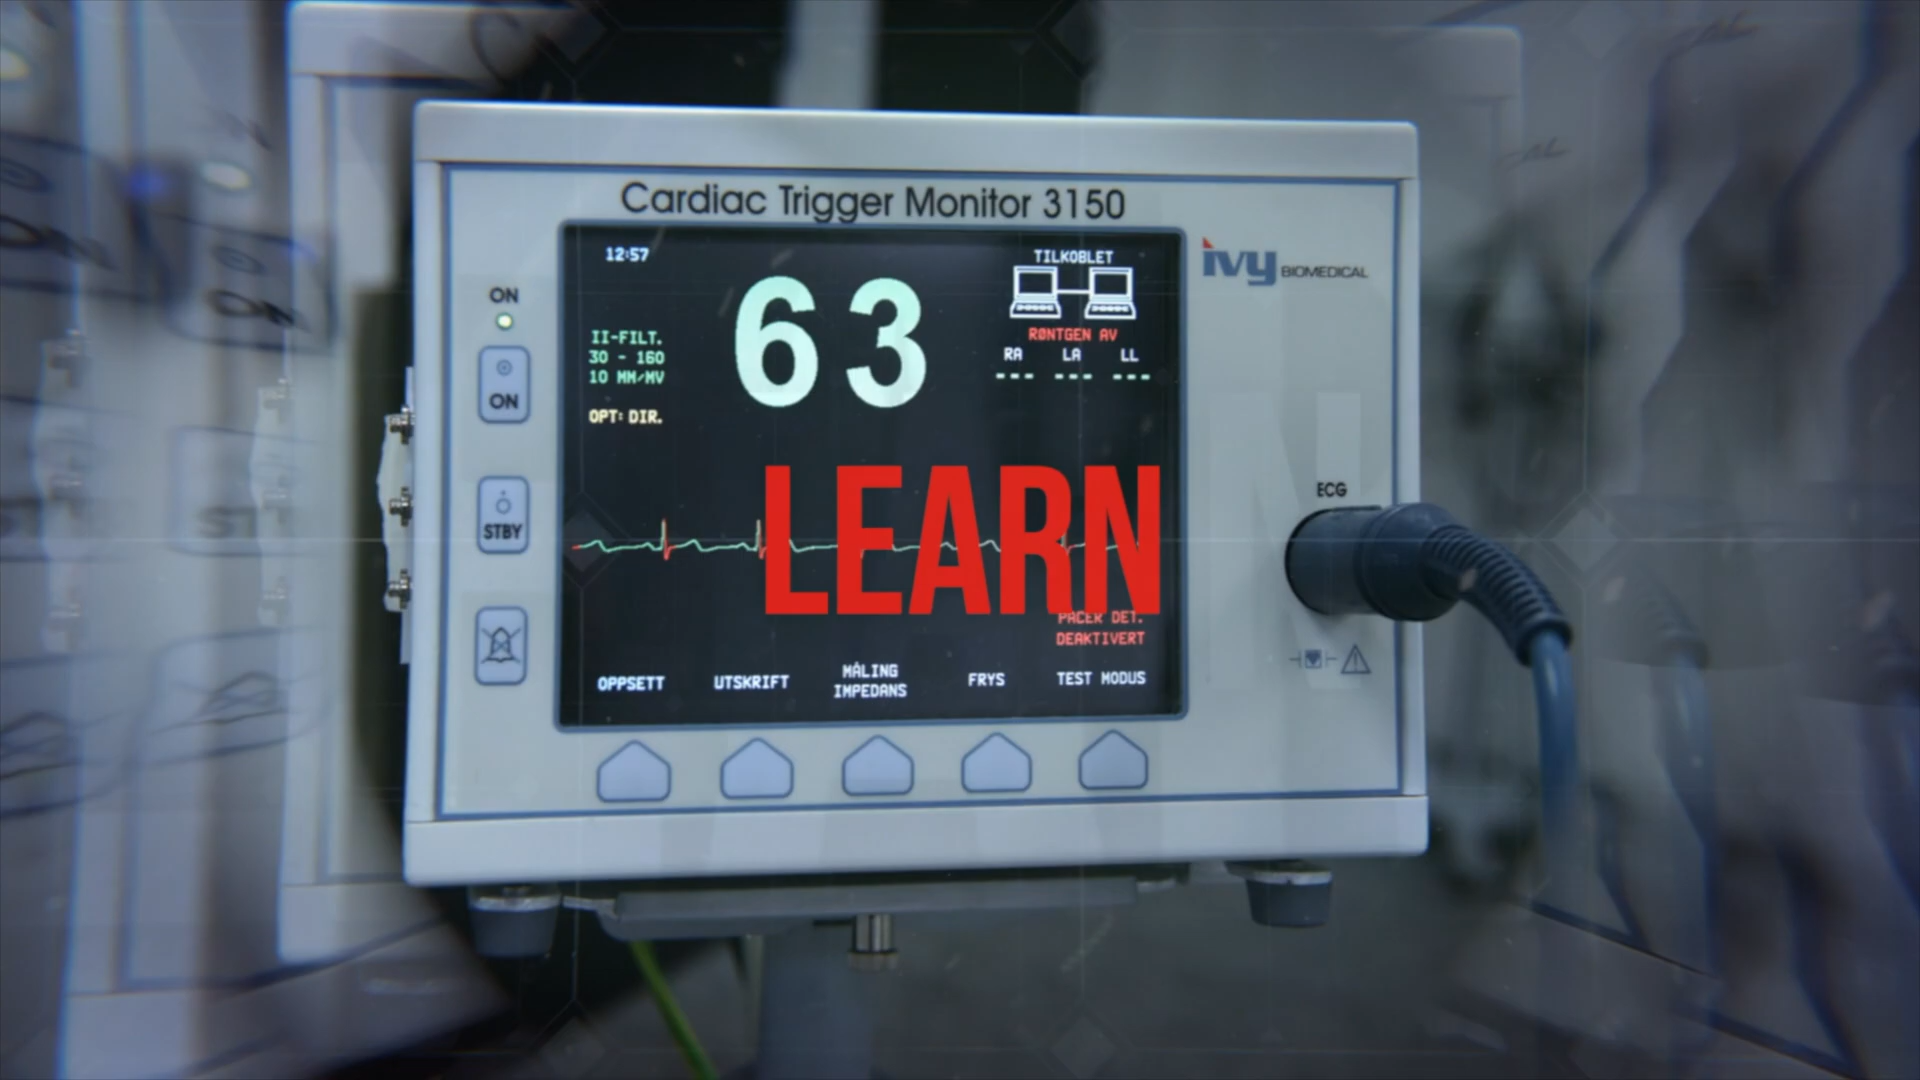 Cardiac Trigger Monitor 3150
ivy BIOMEDICAL
12:57
63
TILKOBLET
RØNTGEN AV
RA LA LL
--- --- ---
II-FILT.
30 - 160
10 MM/MV
OPT: DIR.
ON
ON
STBY
LEARN
ECG
PACER DET.
DEAKTIVERT
OPPSETT
UTSKRIFT
MÅLING
IMPEDANS
FRYS
TEST MODUS
ON
ON